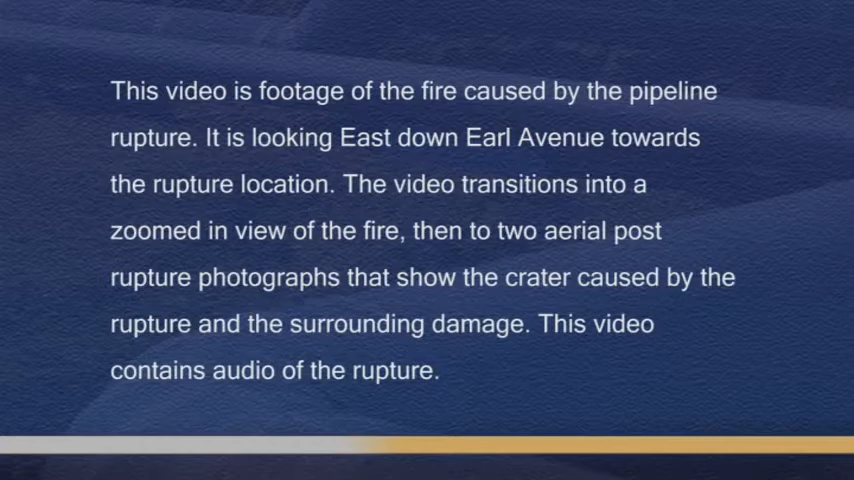 This video is footage of the fire caused by the pipeline
rupture. It is looking East down Earl Avenue towards
the rupture location. The video transitions into a
zoomed in view of the fire, then to two aerial post
rupture photographs that show the crater caused by the
rupture and the surrounding damage. This video
contains audio of the rupture.